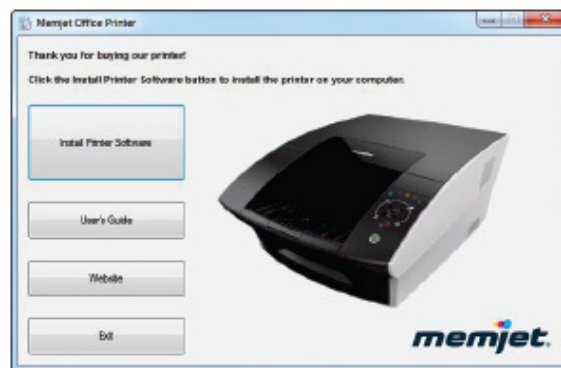 Memjet Office Printer
Thank you for buying our printer!
Click the Install Printer Software button to install the printer on your computer.
Install Printer Software
User's Guide
Website
Exit
memjet.